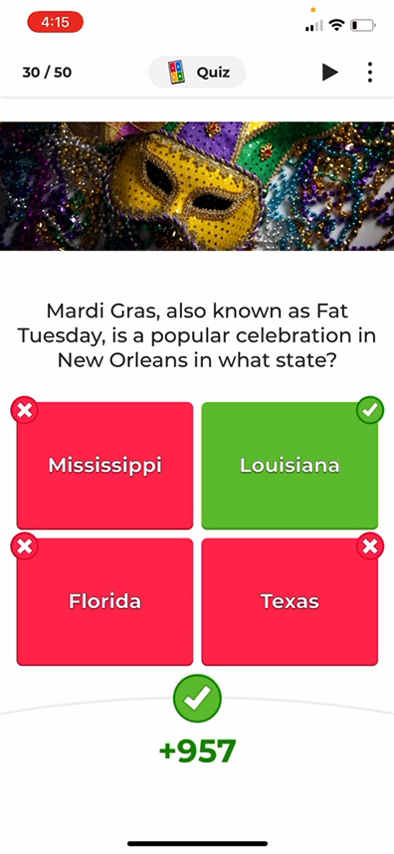 4:15
30 / 50
Quiz
Mardi Gras, also known as Fat
Tuesday, is a popular celebration in
New Orleans in what state?
Mississippi
Louisiana
Florida
Texas
+957